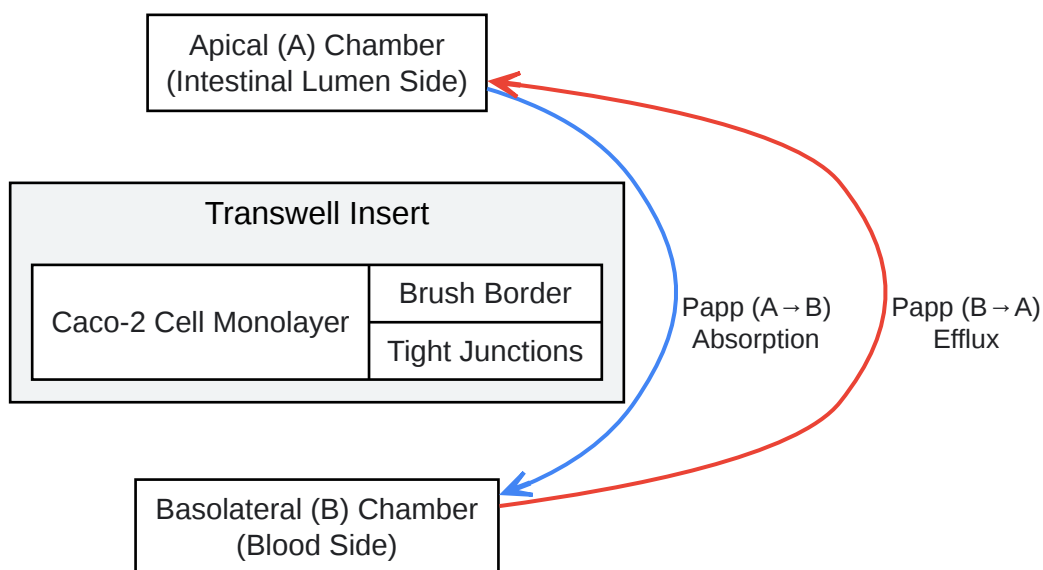 Apical (A) Chamber
(Intestinal Lumen Side)
Transwell Insert
Caco-2 Cell Monolayer
Brush Border
Tight Junctions
Papp (A→B)
Absorption
Papp (B→A)
Efflux
Basolateral (B) Chamber
(Blood Side)